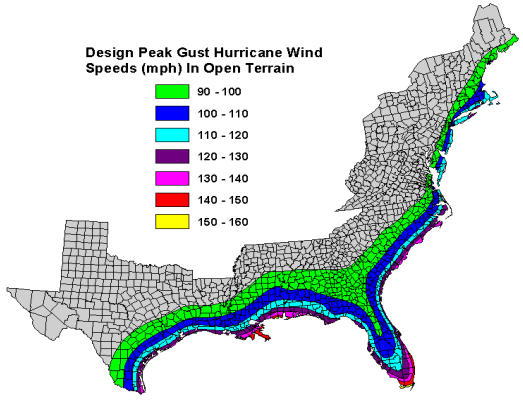 Design Peak Gust Hurricane Wind
Speeds (mph) In Open Terrain
90 - 100
100 - 110
110 - 120
120 - 130
130 - 140
140 - 150
150 - 160